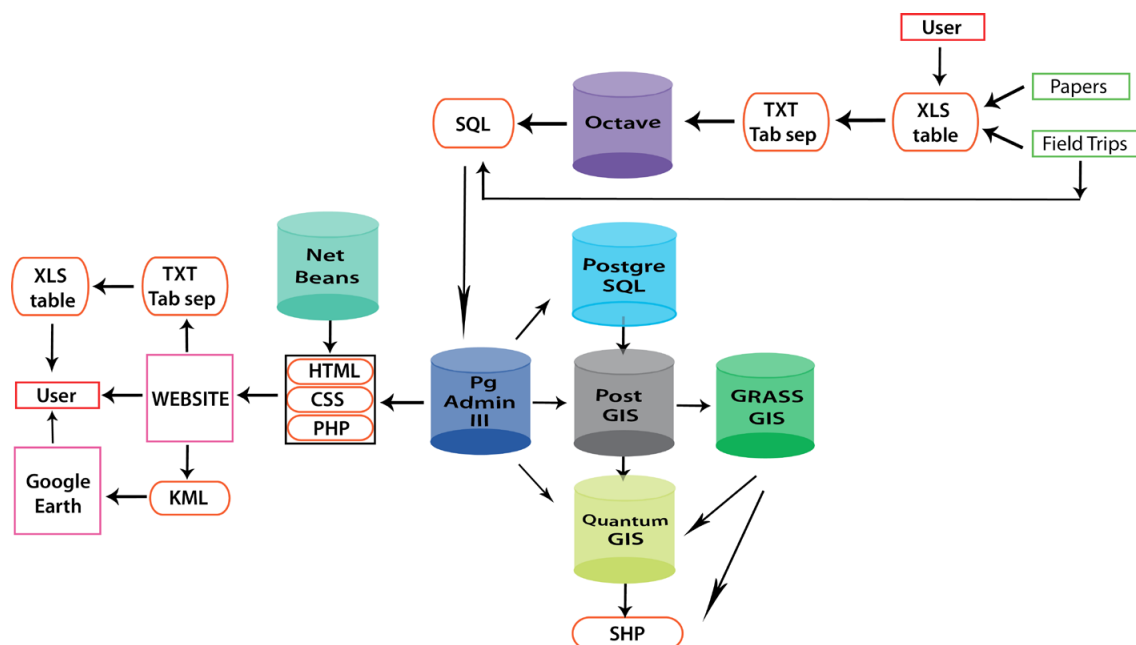 User
Papers
SQL
Octave
TXT
Tab sep
XLS
table
Field Trips
Net
Beans
Postgre
SQL
XLS
table
TXT
Tab sep
HTML
CSS
PHP
Pg
Admin
III
Post
GIS
GRASS
GIS
User
WEBSITE
Google
Earth
KML
Quantum
GIS
SHP